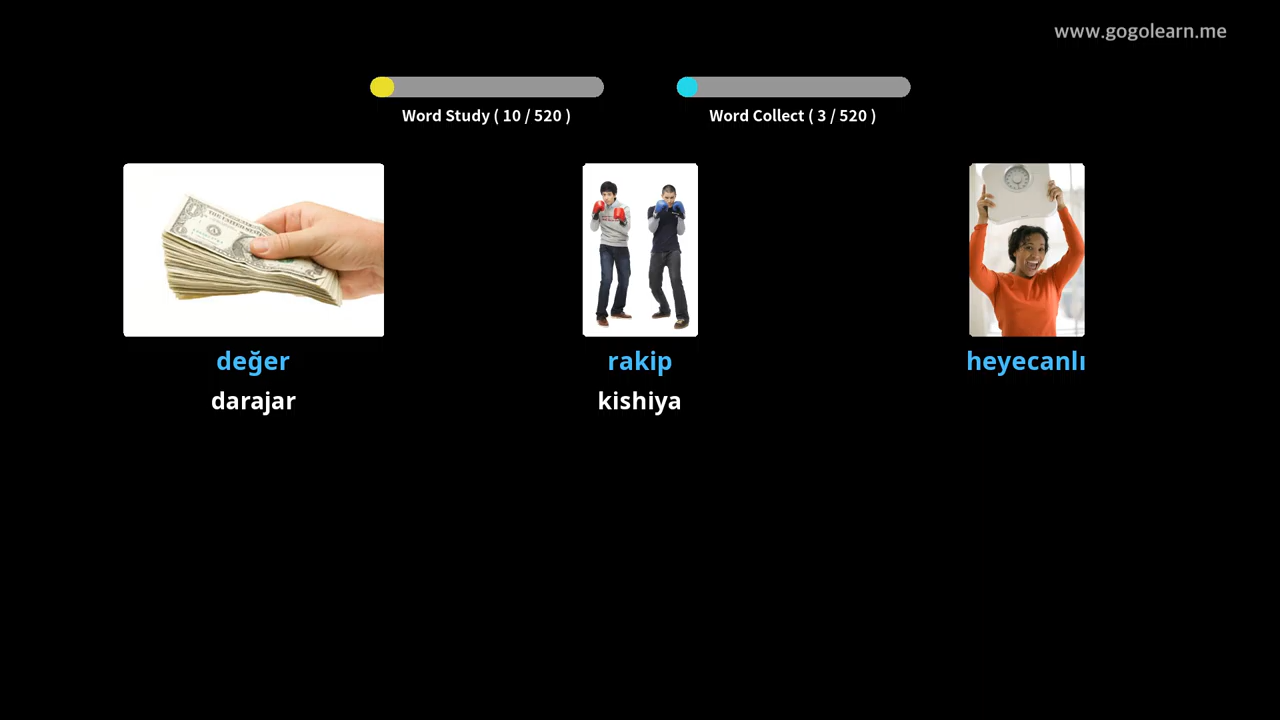 www.gogolearn.me
Word Study ( 10 / 520 )
Word Collect ( 3 / 520 )
değer
rakip
heyecanlı
darajar
kishiya